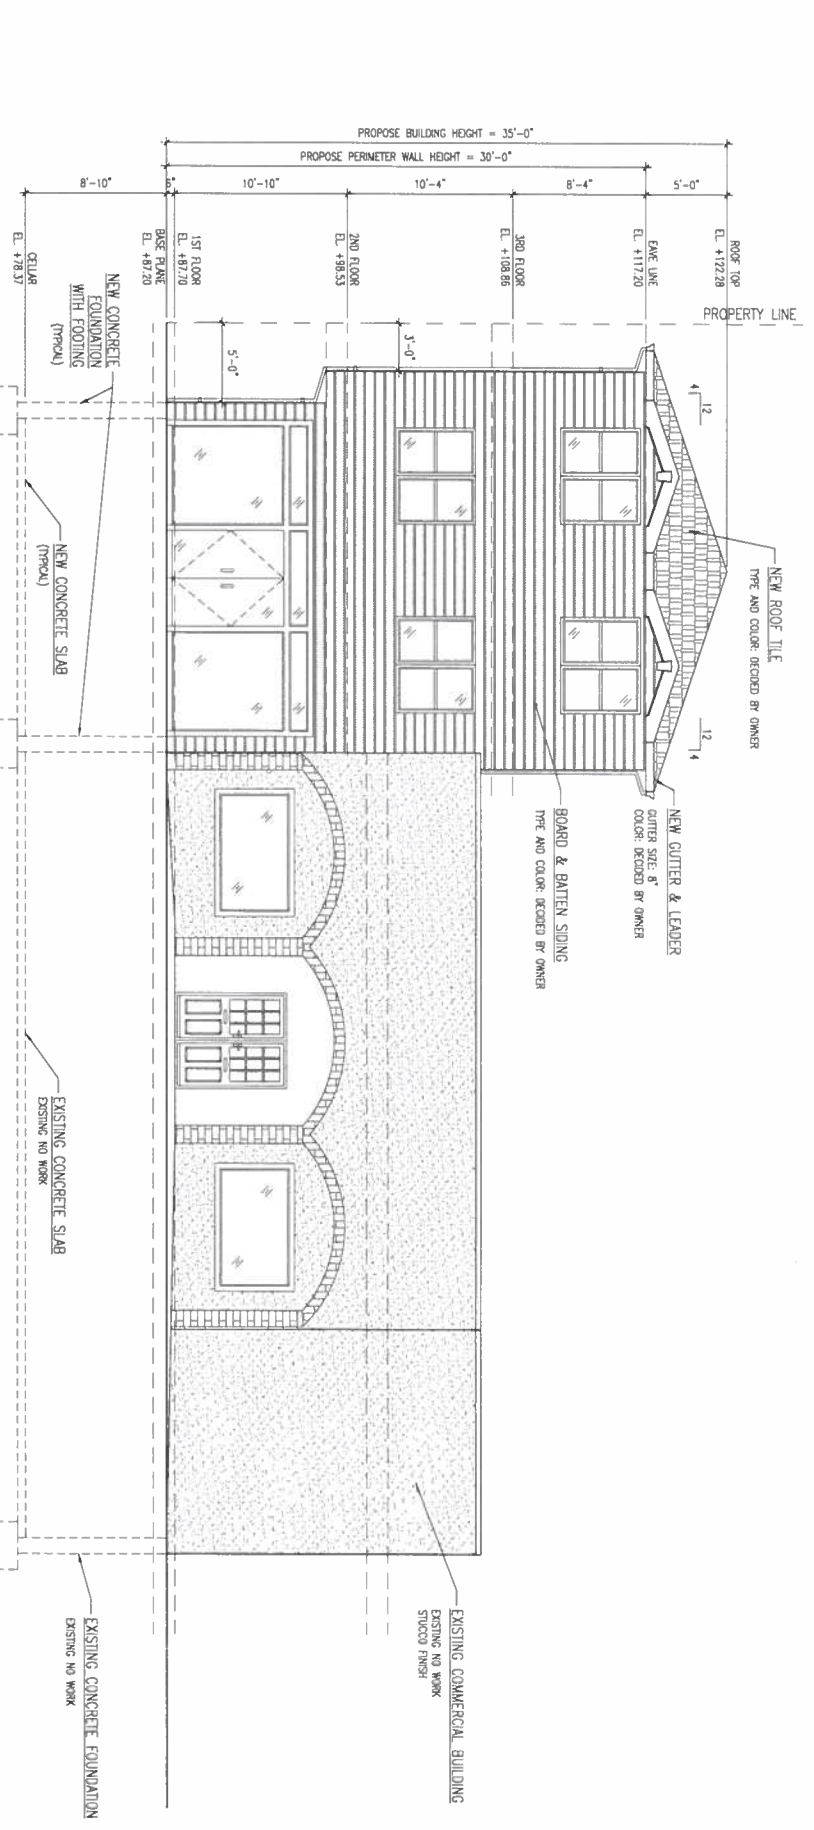 PROPOSE BUILDING HEIGHT = 35'-0"
PROPOSE PERIMETER WALL HEIGHT = 30'-0"
8'-10"
6"
10'-10"
10'-4"
8'-4"
5'-0"
ROOF TOP
EL. +122.28
EAVE LINE
EL. +117.20
3RD FLOOR
EL. +108.86
2ND FLOOR
EL. +98.53
1ST FLOOR
EL. +87.70
BASE PLANE
EL. +87.20
CELLAR
EL. +78.37
PROPERTY LINE
3'-0"
5'-0"
NEW CONCRETE
FOUNDATION
WITH FOOTING
(TYPICAL)
4
12
NEW ROOF TILE
TYPE AND COLOR: DECIDED BY OWNER
12
4
NEW CONCRETE SLAB
(TYPICAL)
NEW GUTTER & LEADER
GUTTER SIZE: 8"
COLOR: DECIDED BY OWNER
BOARD & BATTEN SIDING
TYPE AND COLOR: DECIDED BY OWNER
EXISTING CONCRETE SLAB
EXISTING NO WORK
EXISTING COMMERCIAL BUILDING
EXISTING NO WORK
STUCCO FINISH
EXISTING CONCRETE FOUNDATION
EXISTING NO WORK